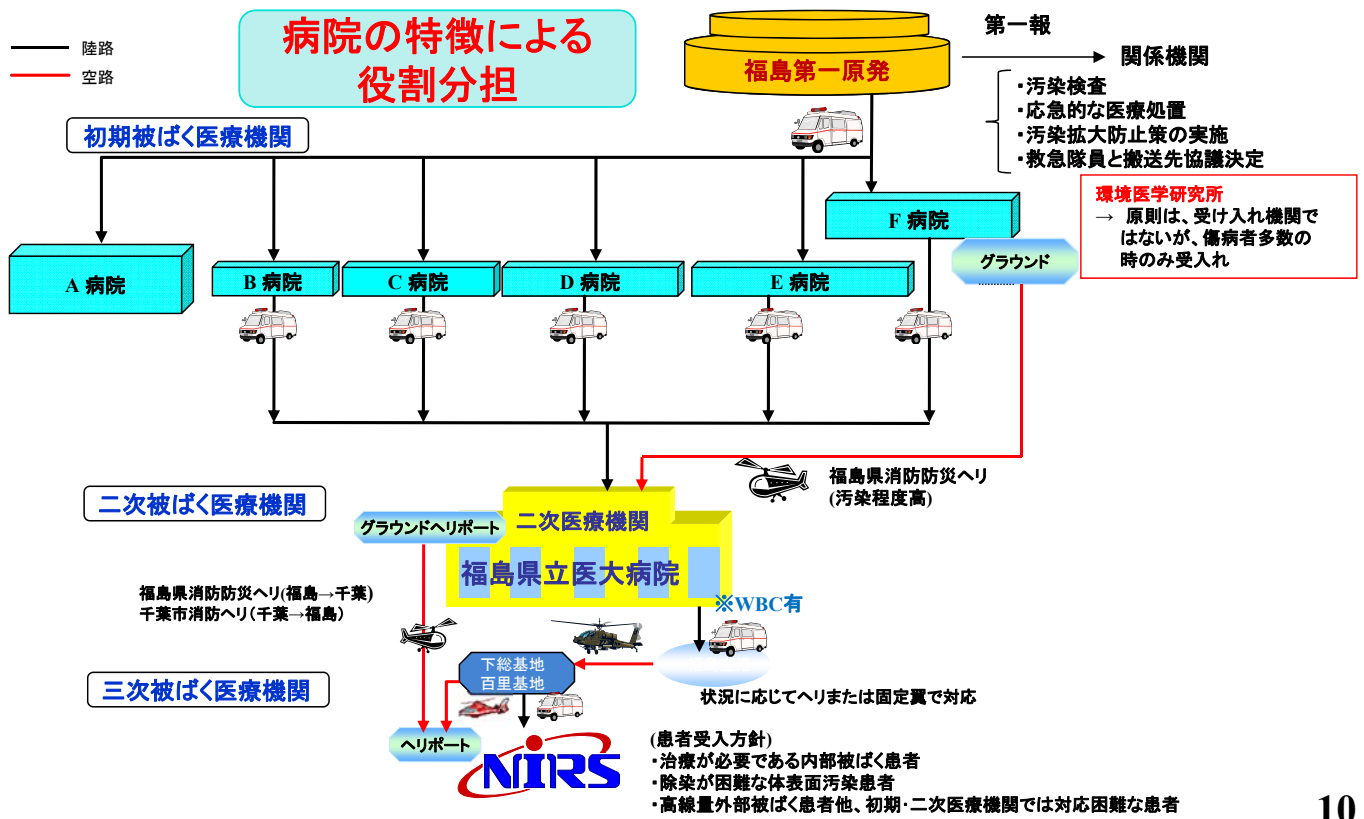 陸路
空路
病院の特徴による
役割分担
福島第一原発
第一報
関係機関
・汚染検査
・応急的な医療処置
・汚染拡大防止策の実施
・救急隊員と搬送先協議決定
初期被ばく医療機関
環境医学研究所
→ 原則は、受け入れ機関で
はないが、傷病者多数の
時のみ受入れ
A 病院
B 病院
C 病院
D 病院
E 病院
F 病院
グラウンド
福島県消防防災ヘリ
(汚染程度高)
二次被ばく医療機関
グラウンドヘリポート
二次医療機関
福島県立医大病院
※WBC有
福島県消防防災ヘリ(福島→千葉)
千葉市消防ヘリ(千葉→福島)
下総基地
百里基地
状況に応じてヘリまたは固定翼で対応
三次被ばく医療機関
ヘリポート
NIRS
(患者受入方針)
・治療が必要である内部被ばく患者
・除染が困難な体表面汚染患者
・高線量外部被ばく患者他、初期・二次医療機関では対応困難な患者
10